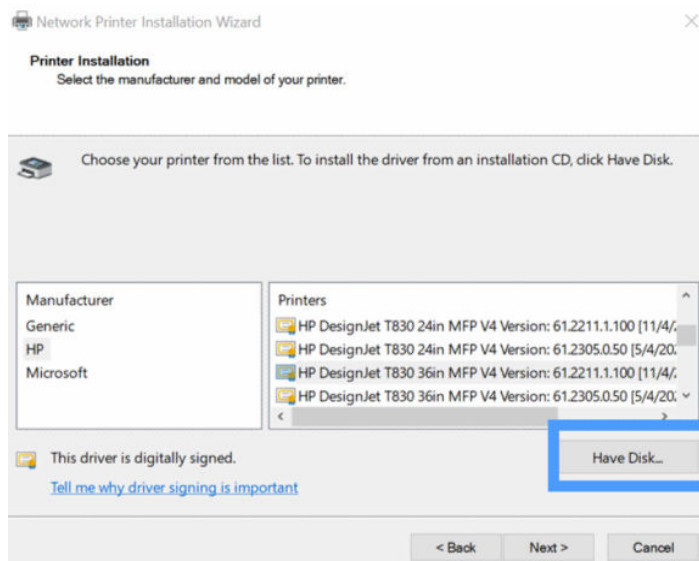 Network Printer Installation Wizard
Printer Installation
Select the manufacturer and model of your printer.
Choose your printer from the list. To install the driver from an installation CD, click Have Disk.
Manufacturer
Generic
HP
Microsoft
Printers
HP DesignJet T830 24in MFP V4 Version: 61.2211.1.100 [11/4/
HP DesignJet T830 24in MFP V4 Version: 61.2305.0.50 [5/4/20
HP DesignJet T830 36in MFP V4 Version: 61.2211.1.100 [11/4/
HP DesignJet T830 36in MFP V4 Version: 61.2305.0.50 [5/4/20
This driver is digitally signed.
Have Disk...
Tell me why driver signing is important
< Back Next > Cancel